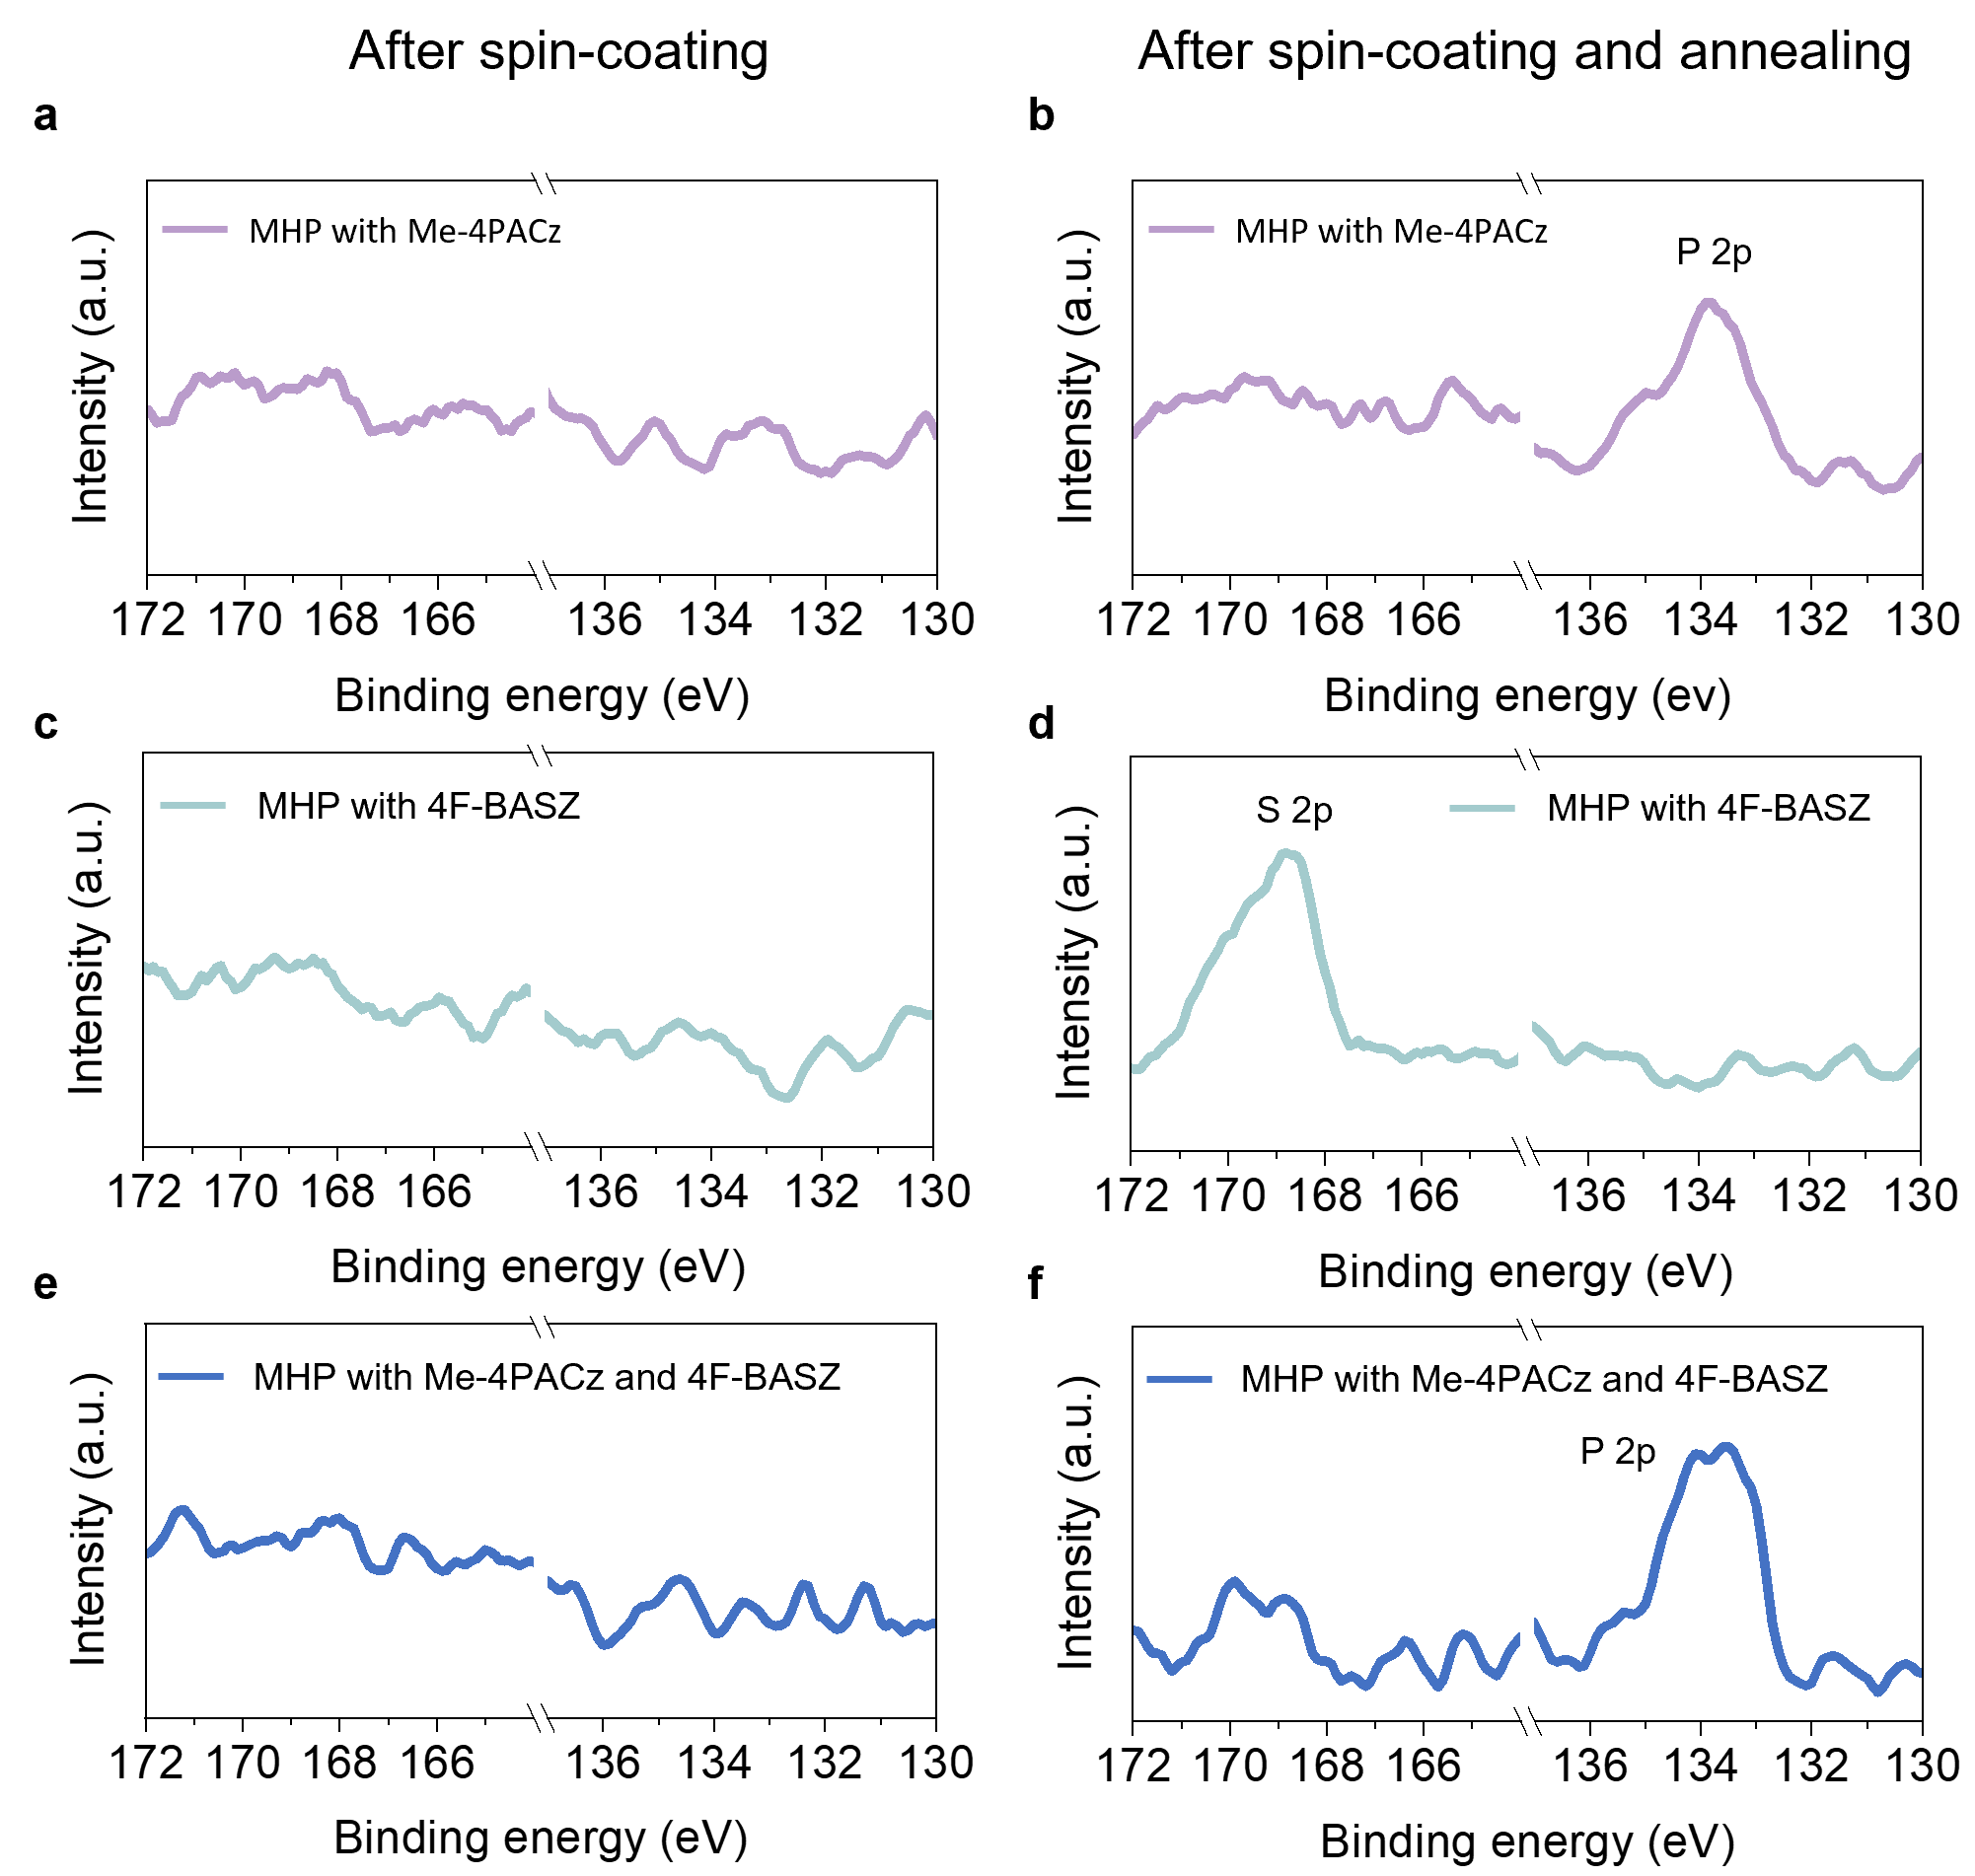 After spin-coating
After spin-coating and annealing
a
MHP with Me-4PACz
Intensity (a.u.)
172 170 168 166 136 134 132 130
Binding energy (eV)
b
MHP with Me-4PACz
P 2p
Intensity (a.u.)
172 170 168 166 136 134 132 130
Binding energy (ev)
c
MHP with 4F-BASZ
Intensity (a.u.)
172 170 168 166 136 134 132 130
Binding energy (eV)
d
S 2p
MHP with 4F-BASZ
Intensity (a.u.)
172 170 168 166 136 134 132 130
Binding energy (eV)
e
MHP with Me-4PACz and 4F-BASZ
Intensity (a.u.)
172 170 168 166 136 134 132 130
Binding energy (eV)
f
MHP with Me-4PACz and 4F-BASZ
P 2p
Intensity (a.u.)
172 170 168 166 136 134 132 130
Binding energy (eV)